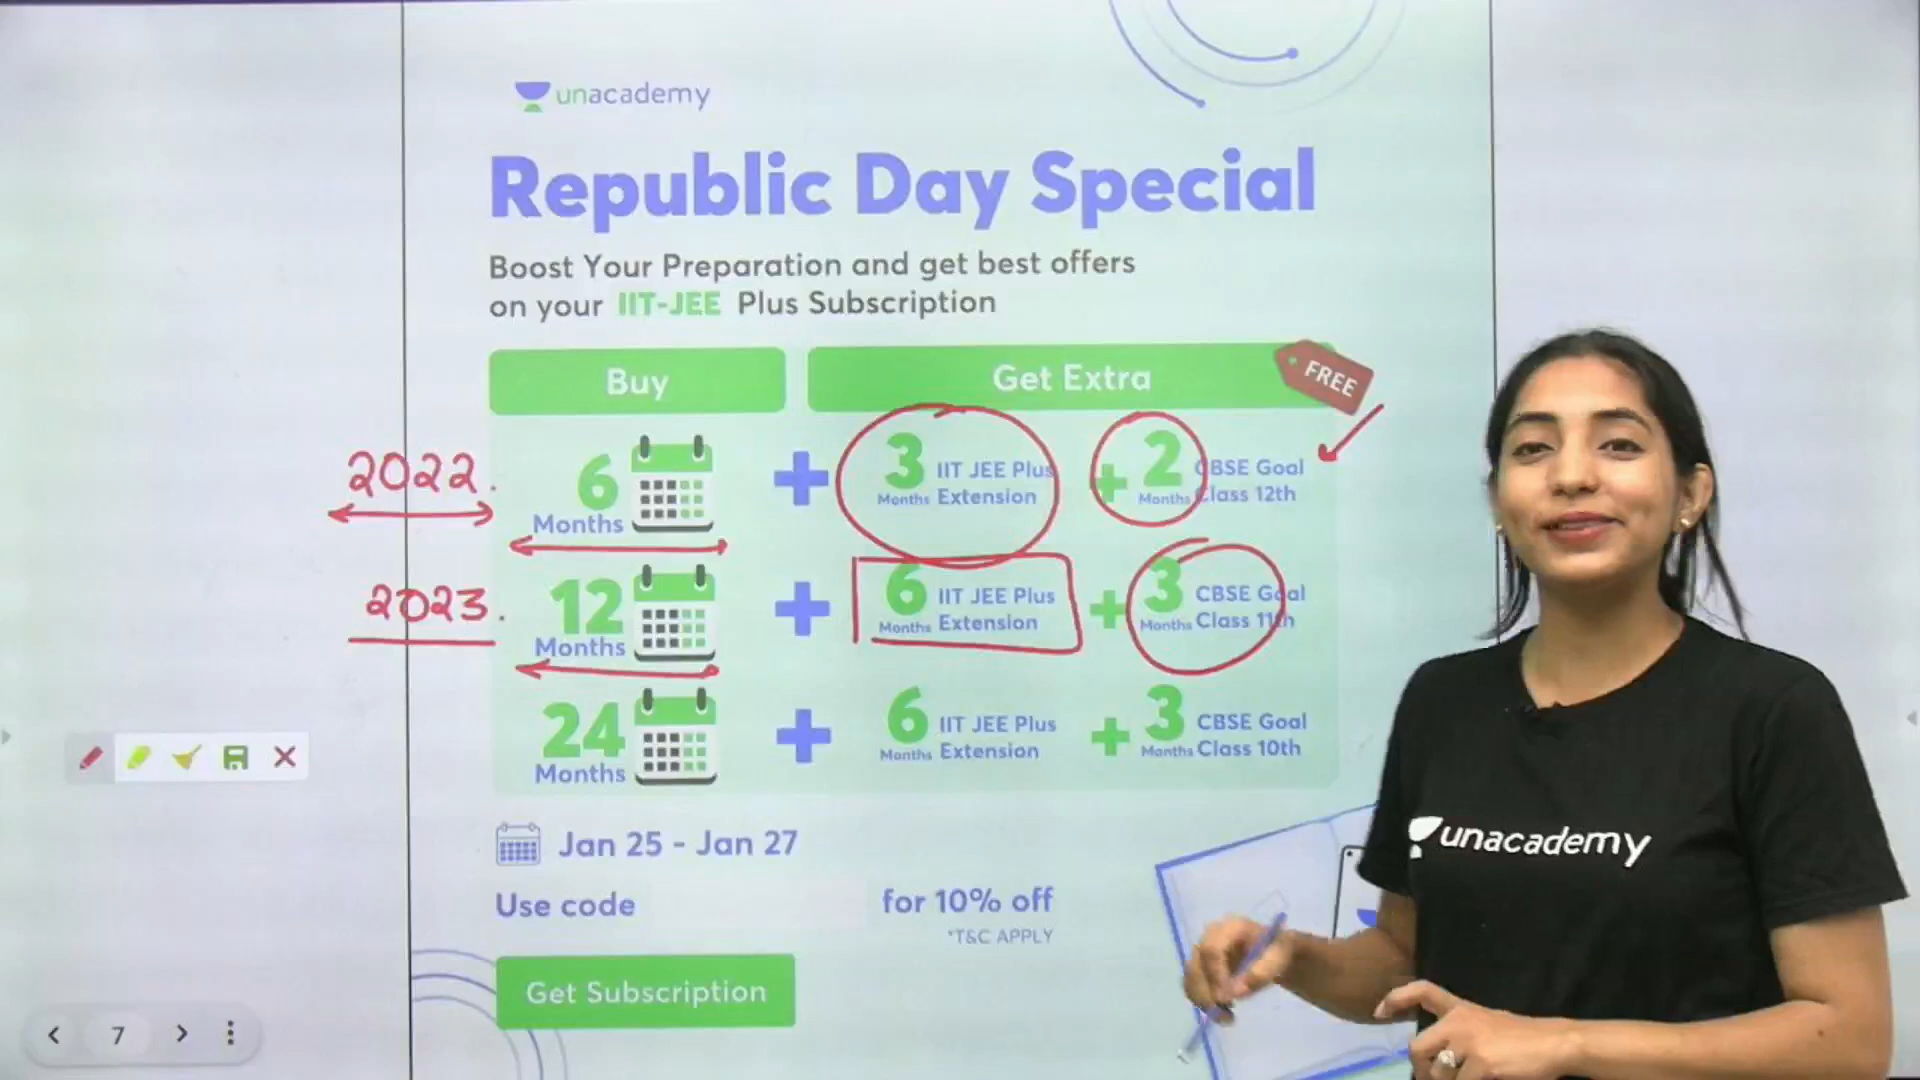 unacademy
Republic Day Special
Boost Your Preparation and get best offers
on your IIT-JEE Plus Subscription
Buy
Get Extra
FREE
2022.
6 Months + 3 Months IIT JEE Plus Extension + 2 Months CBSE Goal Class 12th
2023.
12 Months + 6 Months IIT JEE Plus Extension + 3 Months CBSE Goal Class 11th
24 Months + 6 Months IIT JEE Plus Extension + 3 Months CBSE Goal Class 10th
Jan 25 - Jan 27
Use code for 10% off
*T&C APPLY
Get Subscription
7
unacademy